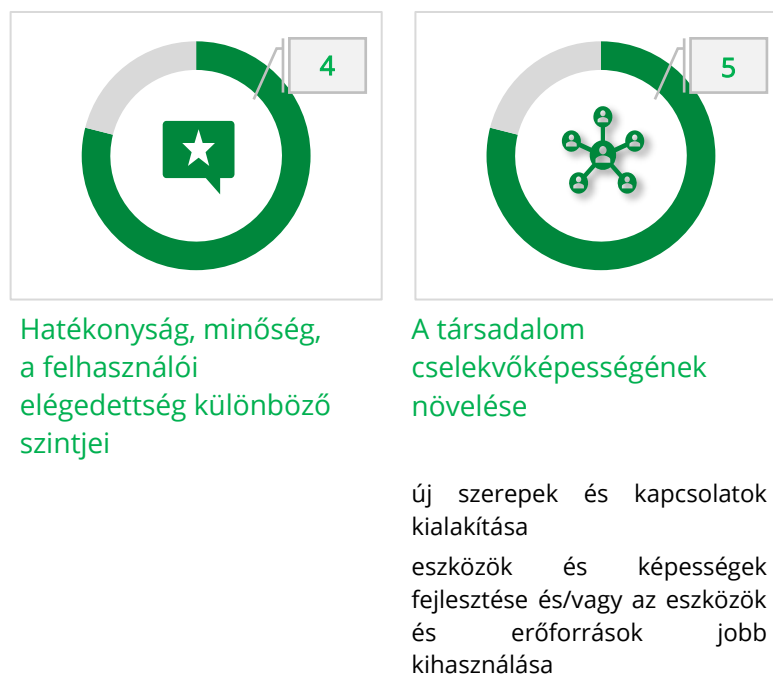 4
Hatékonyság, minőség,
a felhasználói
elégedettség különböző
szintjei
5
A társadalom
cselekvőképességének
növelése
új szerepek és kapcsolatok
kialakítása
eszközök és képességek
fejlesztése és/vagy az eszközök
és erőforrások jobb
kihasználása